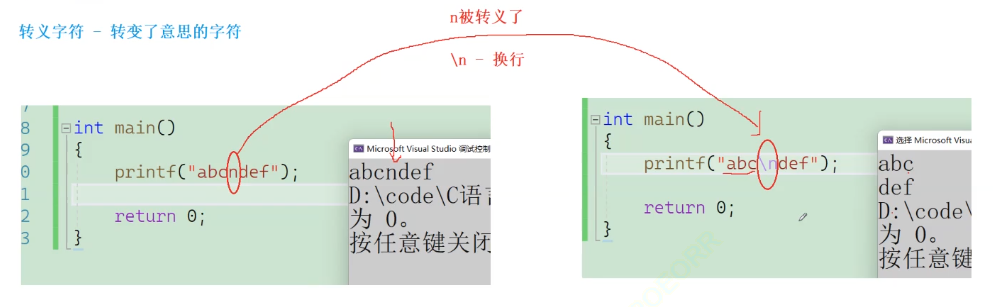 n被转义了
转义字符 - 转变了意思的字符
\n - 换行
7
8 int main()
9 {
0 printf("abcndef");
1
2 return 0;
3 }
Microsoft Visual Studio 调试控制
abcndef
D:\code\C语言
为 0。
按任意键关闭
int main()
{
printf("abc\ndef");
return 0;
}
选择 Microsoft Visua
abc
def
D:\code\
为 0。
按任意键